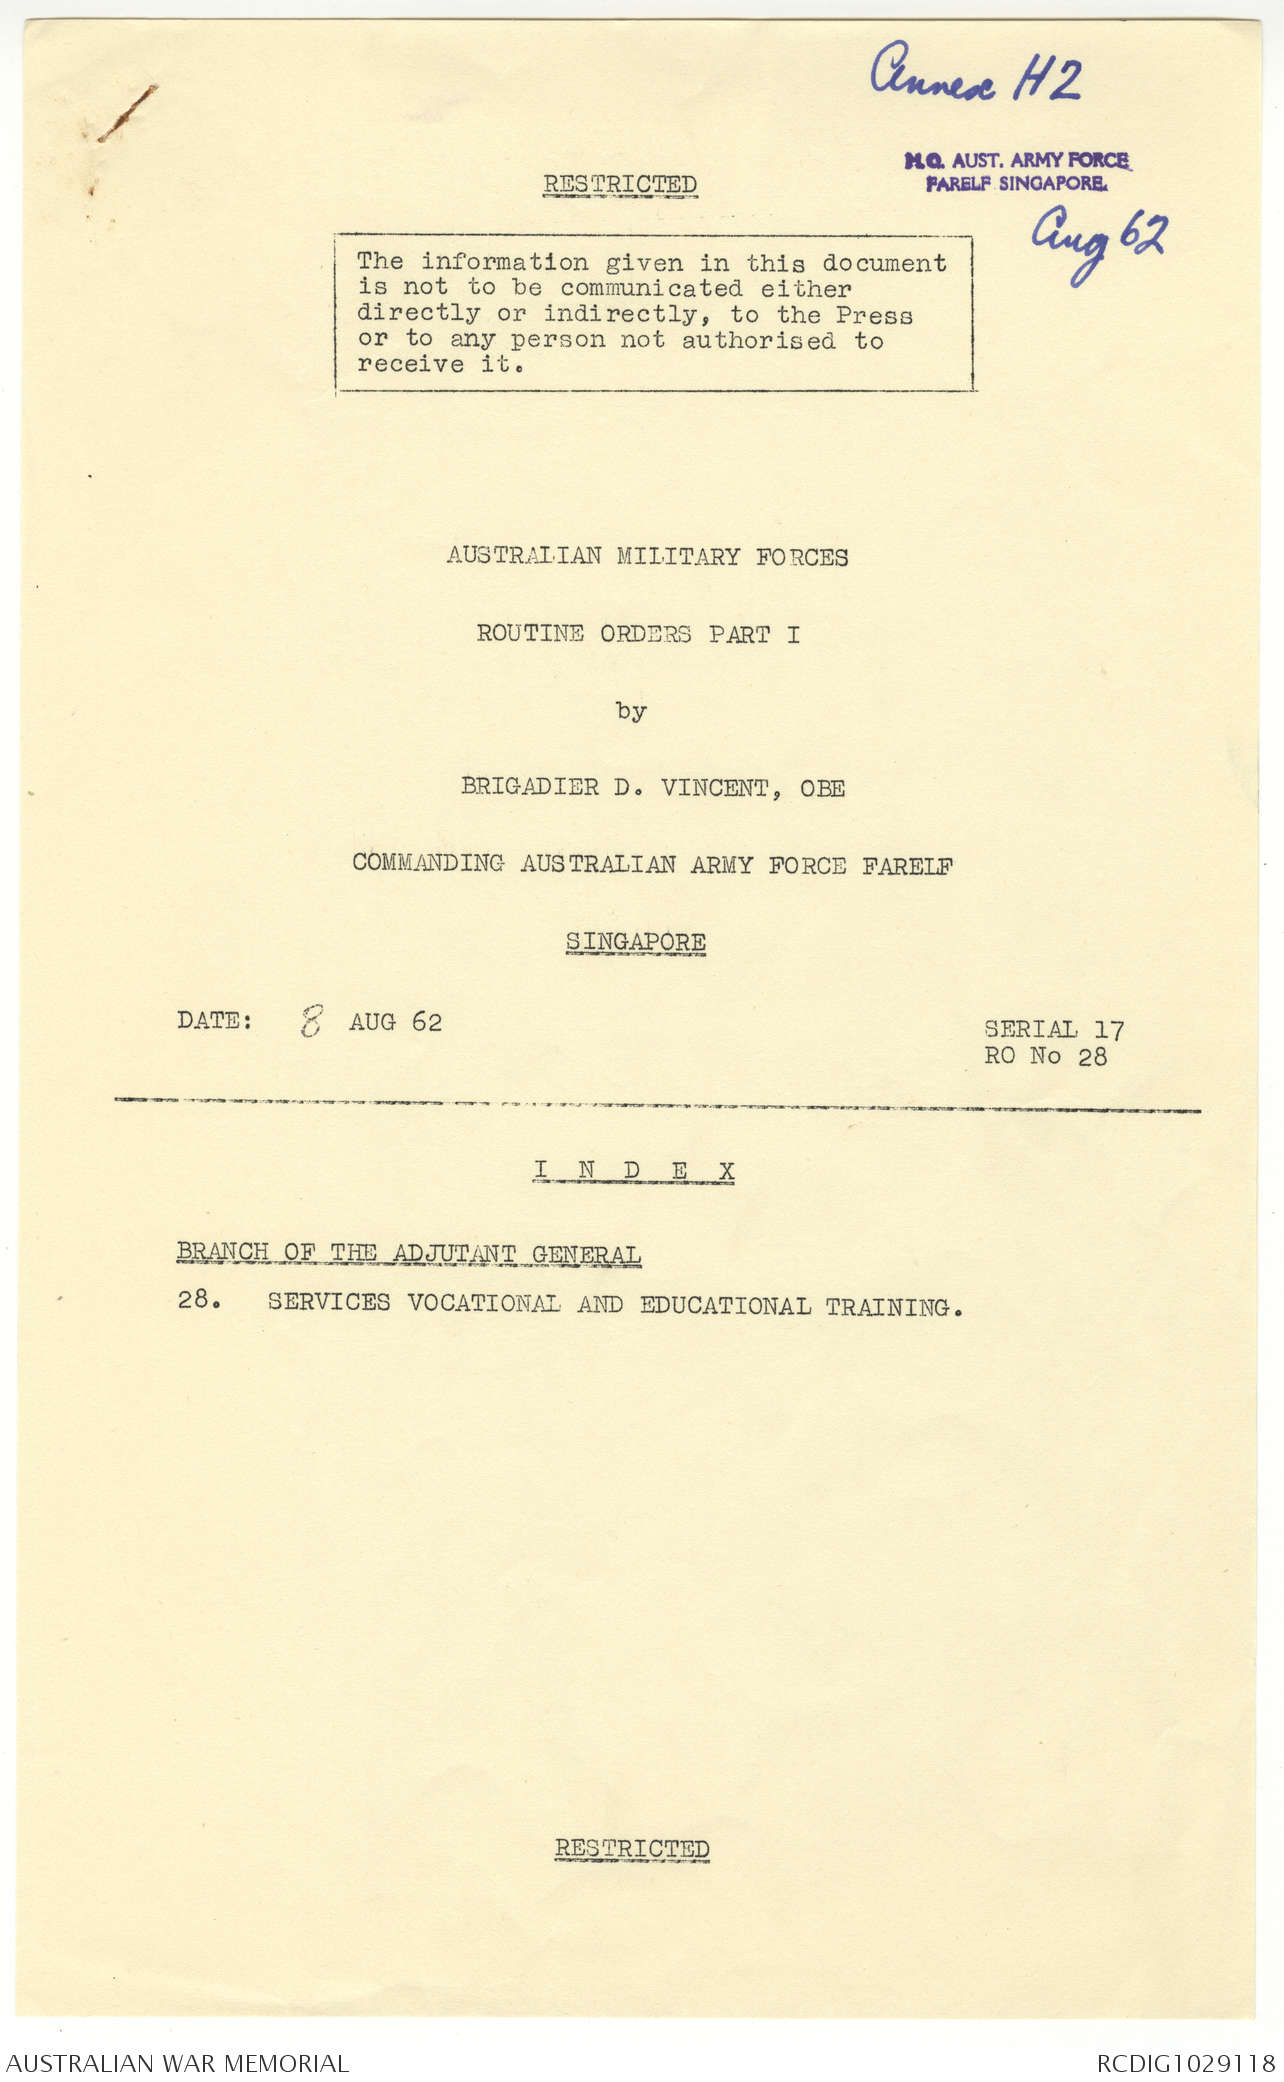 Annex H2
H.Q. AUST. ARMY FORCE
FARELF SINGAPORE.
Aug 62
RESTRICTED
The information given in this document
is not to be communicated either
directly or indirectly, to the Press
or to any person not authorised to
receive it.
AUSTRALIAN MILITARY FORCES
ROUTINE ORDERS PART I
by
BRIGADIER D. VINCENT, OBE
COMMANDING AUSTRALIAN ARMY FORCE FARELF
SINGAPORE
DATE: 8 AUG 62
SERIAL 17
RO No 28
I N D E X
BRANCH OF THE ADJUTANT GENERAL
28. SERVICES VOCATIONAL AND EDUCATIONAL TRAINING.
RESTRICTED
AUSTRALIAN WAR MEMORIAL
RCDIG1029118